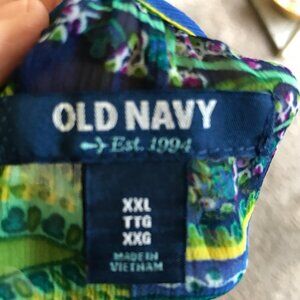 OLD NAVY
Est. 1994
XXL
TTG
XXG
MADE IN
VIETNAM